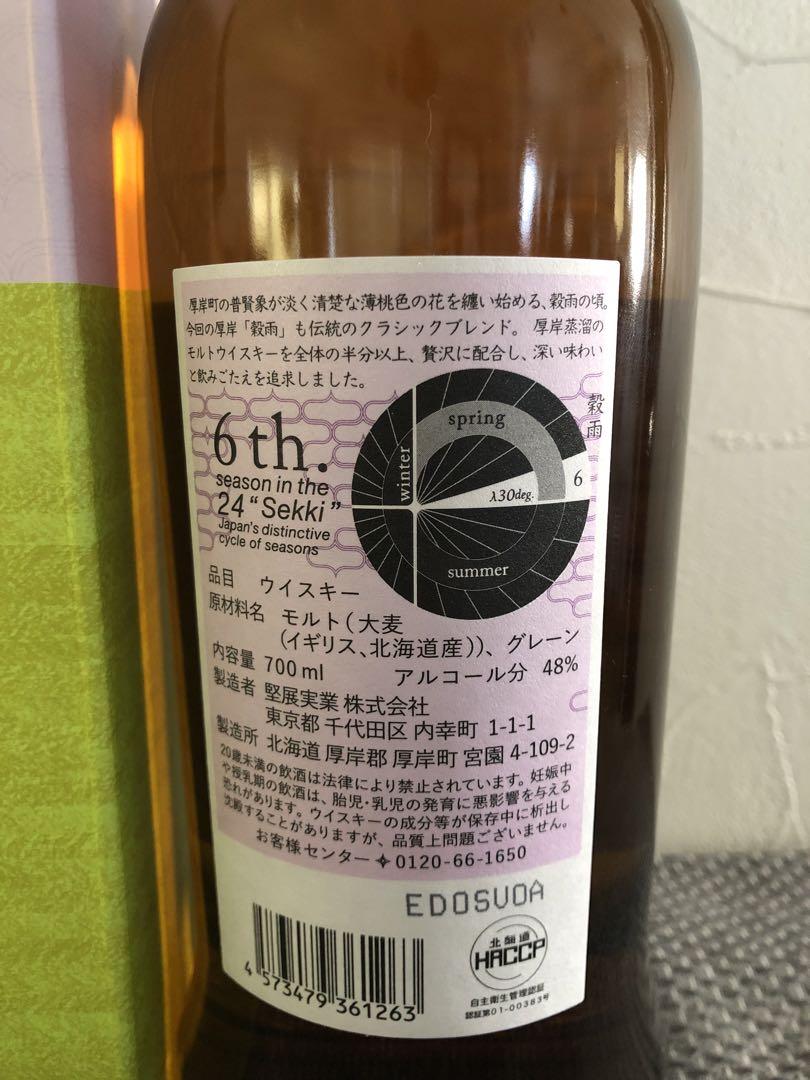 厚岸町の普賢象が淡く清楚な薄桃色の花を纏い始める、穀雨の頃。
今回の厚岸「穀雨」も伝統のクラシックブレンド。 厚岸蒸溜の
モルトウイスキーを全体の半分以上、贅沢に配合し、深い味わい
と飲みごたえを追求しました。
穀雨
6th.
season in the
24 “Sekki”
Japan's distinctive
cycle of seasons
spring
winter
λ30deg.
6
summer
品目 ウイスキー
原材料名 モルト(大麦
(イギリス、北海道産))、グレーン
内容量 700ml アルコール分 48%
製造者 堅展実業 株式会社
東京都 千代田区 内幸町 1-1-1
製造所 北海道 厚岸郡 厚岸町 宮園 4-109-2
20歳未満の飲酒は法律により禁止されています。妊娠中
や授乳期の飲酒は、胎児・乳児の発育に悪影響を与える
恐れがあります。ウイスキーの成分等が保存中に析出し
沈殿することがありますが、品質上問題ございません。
お客様センター✦0120-66-1650
EDOSVOA
4 573479 361263
北海道
HACCP
自主衛生管理認証
認証第01-00383号